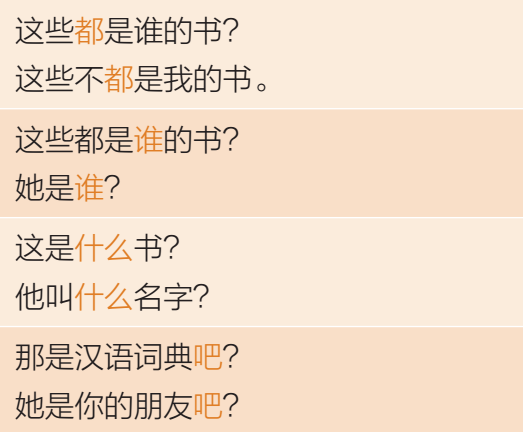 这些都是谁的书？
这些不都是我的书。
这些都是谁的书？
她是谁？
这是什么书？
他叫什么名字？
那是汉语词典吧？
她是你的朋友吧？